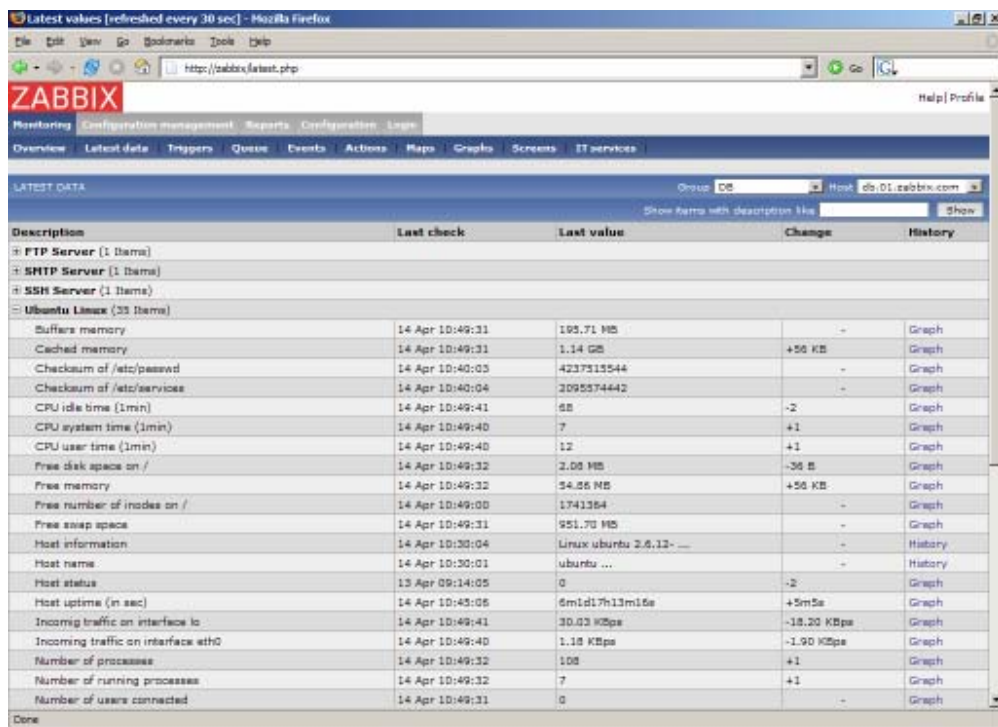 Latest values [refreshed every 30 sec] - Mozilla Firefox
File Edit View Go Bookmarks Tools Help
http://zabbix/latest.php Go
ZABBIX Help | Profile
Monitoring Configuration management Reports Configuration Login
Overview Latest data Triggers Queue Events Actions Maps Graphs Screens IT services
LATEST DATA Group DB Host db.01.zabbix.com
Show items with description like Show
Description Last check Last value Change History
FTP Server (1 Items)
SMTP Server (1 Items)
SSH Server (1 Items)
Ubuntu Linux (35 Items)
Buffers memory 14 Apr 10:49:31 195.71 MB - Graph
Cached memory 14 Apr 10:49:31 1.14 GB +56 KB Graph
Checksum of /etc/passwd 14 Apr 10:40:03 4237515544 - Graph
Checksum of /etc/services 14 Apr 10:40:04 2095574442 - Graph
CPU idle time (1min) 14 Apr 10:49:41 68 -2 Graph
CPU system time (1min) 14 Apr 10:49:40 7 +1 Graph
CPU user time (1min) 14 Apr 10:49:40 12 +1 Graph
Free disk space on / 14 Apr 10:49:32 2.08 MB -36 B Graph
Free memory 14 Apr 10:49:32 54.86 MB +56 KB Graph
Free number of inodes on / 14 Apr 10:49:00 1741364 - Graph
Free swap space 14 Apr 10:49:31 951.70 MB - Graph
Host information 14 Apr 10:30:04 Linux ubuntu 2.6.12- ... - History
Host name 14 Apr 10:30:01 ubuntu ... - History
Host status 13 Apr 09:14:05 0 -2 Graph
Host uptime (in sec) 14 Apr 10:45:06 6m1d17h13m16s +5m5s Graph
Incomig traffic on interface lo 14 Apr 10:49:41 30.03 KBps -18.20 KBps Graph
Incoming traffic on interface eth0 14 Apr 10:49:40 1.18 KBps -1.90 KBps Graph
Number of processes 14 Apr 10:49:32 108 +1 Graph
Number of running processes 14 Apr 10:49:32 7 +1 Graph
Number of users connected 14 Apr 10:49:31 0 - Graph
Done